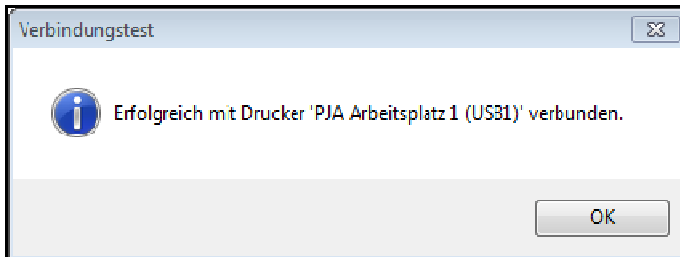 Verbindungstest
Erfolgreich mit Drucker 'PJA Arbeitsplatz 1 (USB1)' verbunden.
OK